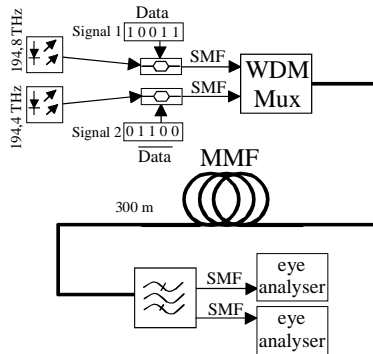 Data
Signal 1
1 0 0 1 1
194,8 THz
SMF
WDM
Mux
194,4 THz
SMF
Signal 2
0 1 1 0 0
Data
MMF
300 m
SMF
eye
analyser
SMF
eye
analyser